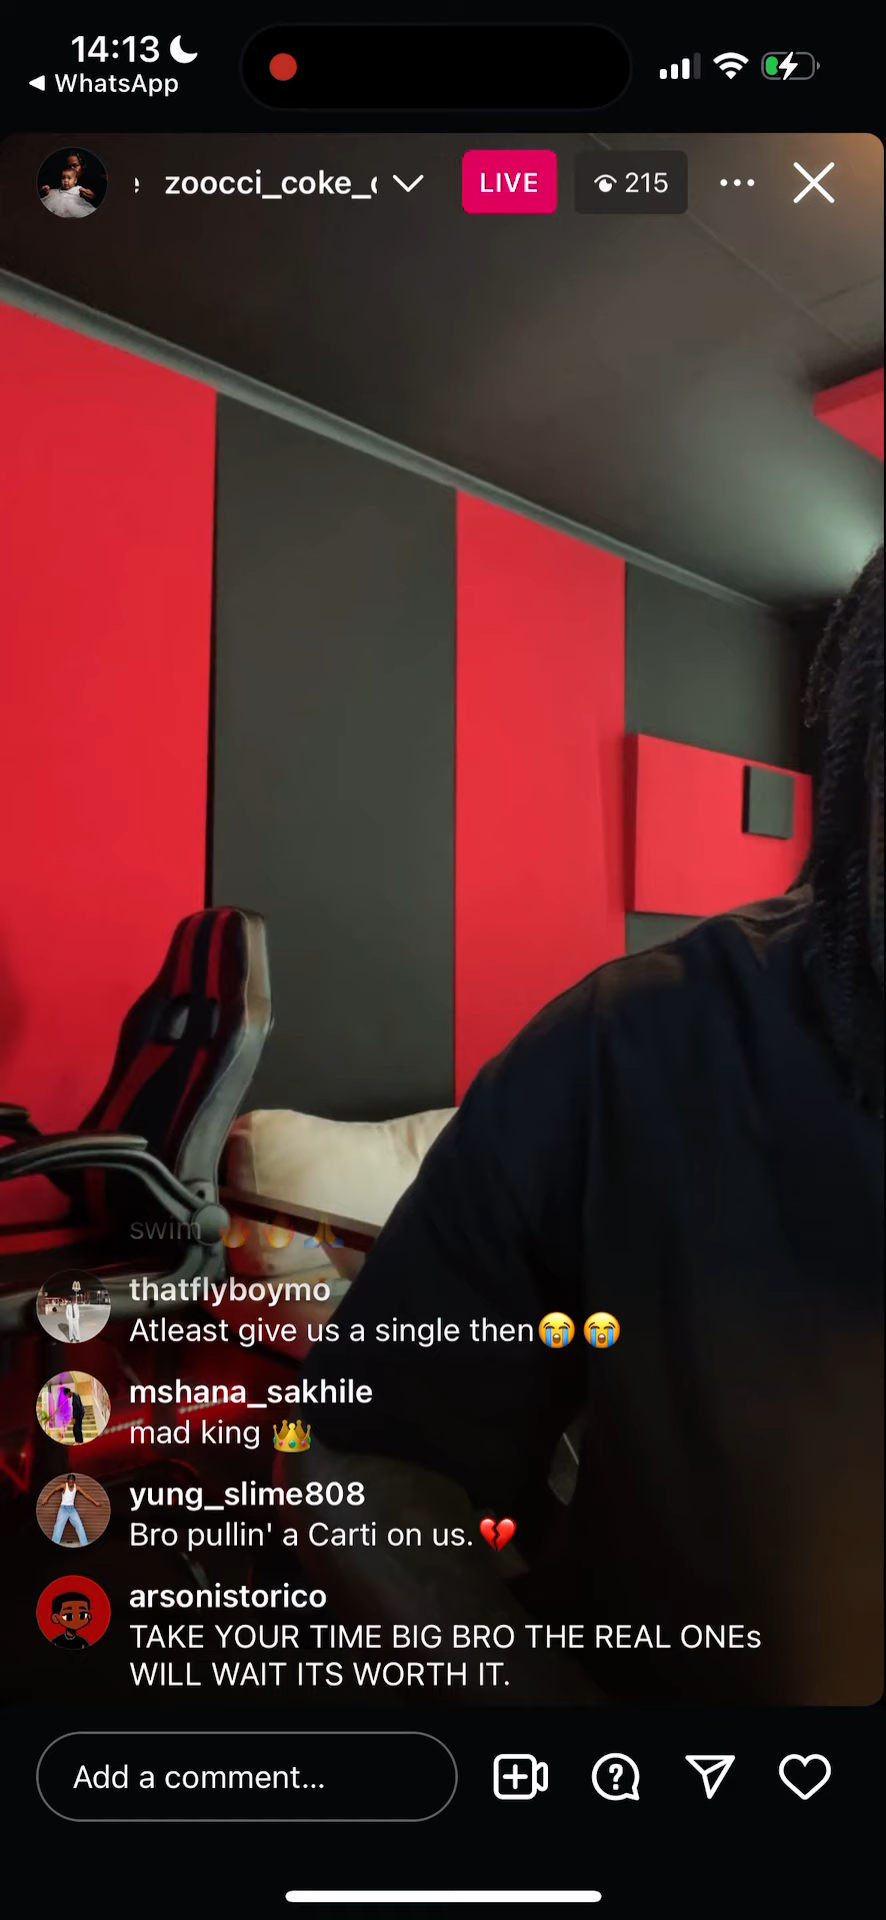 14:13
WhatsApp
zoocci_coke_
LIVE
215
swim 🔥 🔥 🙏
thatflyboymo
Atleast give us a single then😭😭
mshana_sakhile
mad king 👑
yung_slime808
Bro pullin' a Carti on us.💔
arsonistorico
TAKE YOUR TIME BIG BRO THE REAL ONEs
WILL WAIT ITS WORTH IT.
Add a comment...